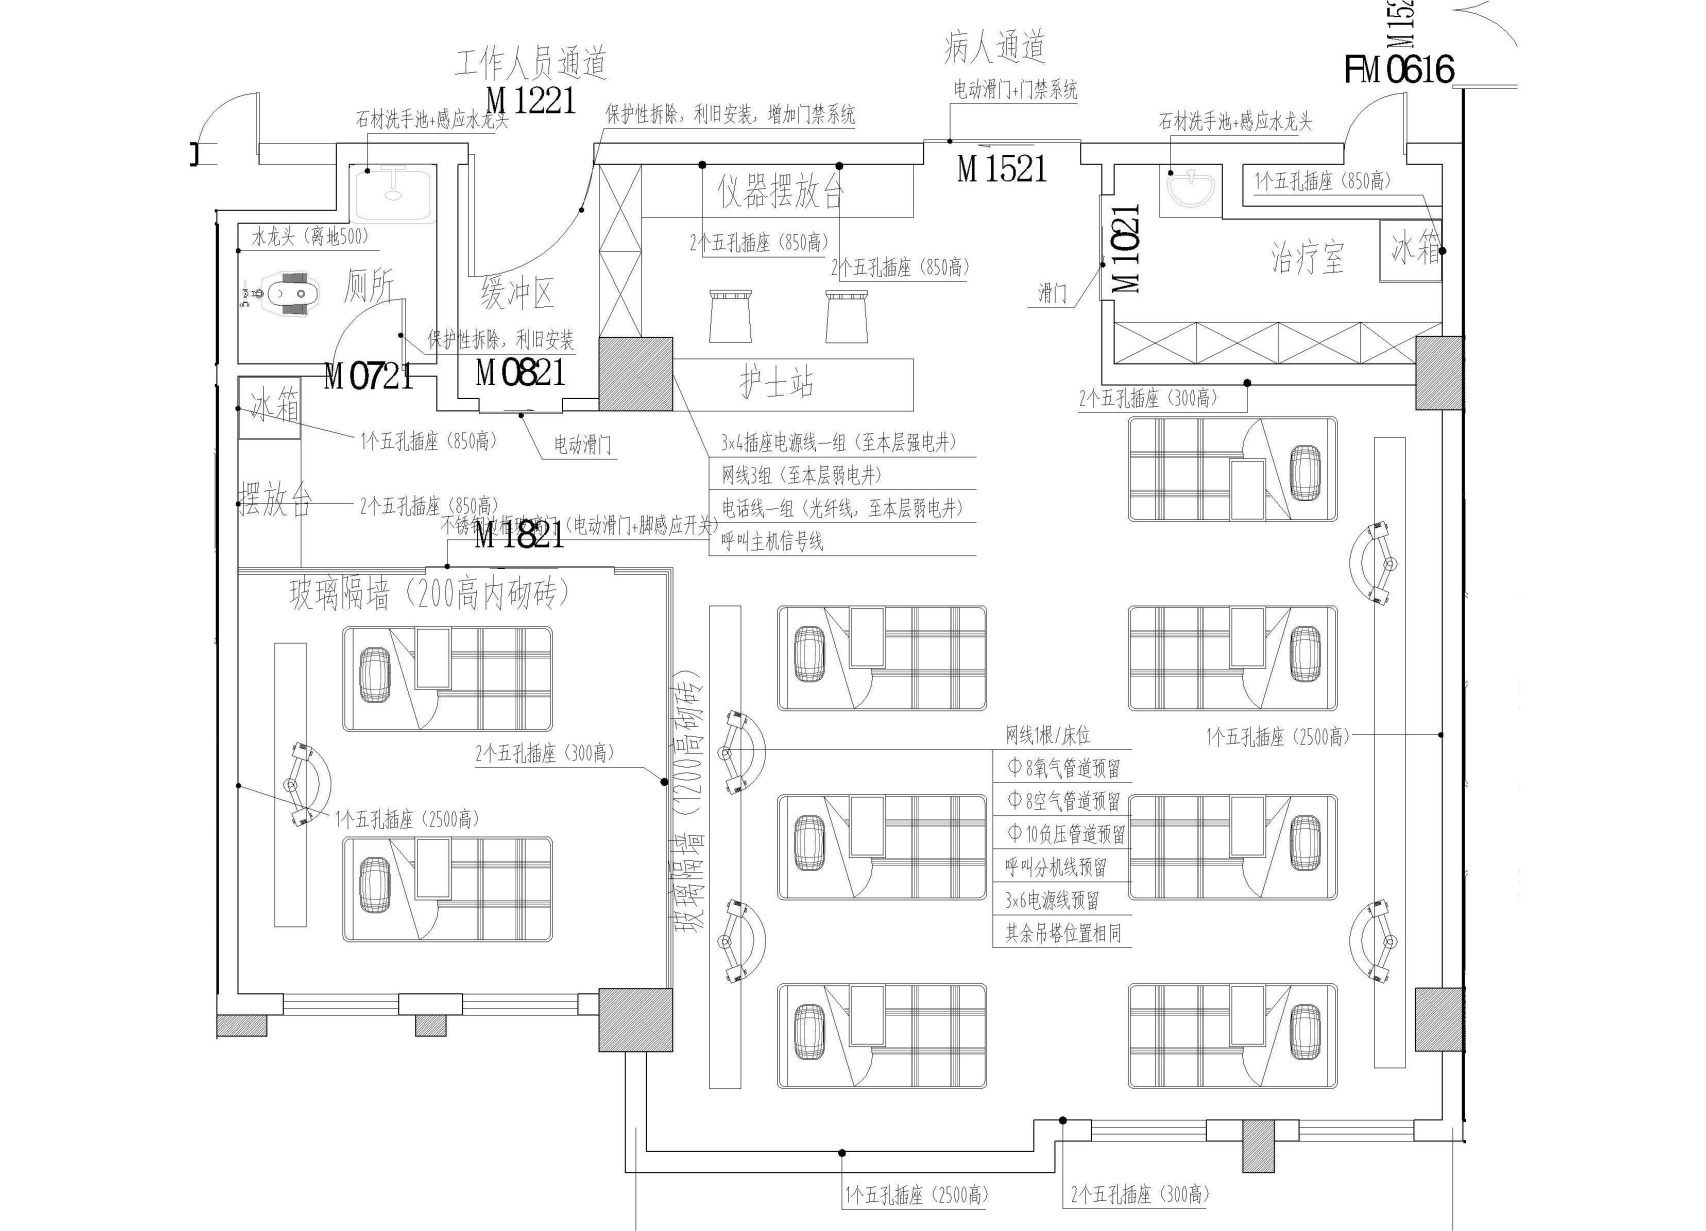 M152
病人通道
工作人员通道
FM0616
电动滑门+门禁系统
M1221
保护性拆除，利旧安装，增加门禁系统
石材洗手池+感应水龙头
石材洗手池+感应水龙头
M1521
1个五孔插座（850高）
仪器摆放台
水龙头（离地500）
2个五孔插座（850高）
M1021
冰箱
治疗室
2个五孔插座（850高）
厕所
缓冲区
滑门
保护性拆除，利旧安装
M0721
M0821
护士站
2个五孔插座（300高）
冰箱
1个五孔插座（850高）
电动滑门
3x4插座电源线一组（至本层强电井）
网线3组（至本层弱电井）
摆放台
2个五孔插座（850高）
电话线一组（光纤线，至本层弱电井）
不锈钢边框玻璃门（电动滑门+脚感应开关）
M1821
呼叫主机信号线
玻璃隔墙（200高内砌砖）
玻璃隔墙（1200高砌砖）
网线1根/床位
1个五孔插座（2500高）
2个五孔插座（300高）
Φ8氧气管道预留
Φ8空气管道预留
1个五孔插座（2500高）
Φ10负压管道预留
呼叫分机线预留
3x6电源线预留
其余吊塔位置相同
1个五孔插座（2500高）
2个五孔插座（300高）